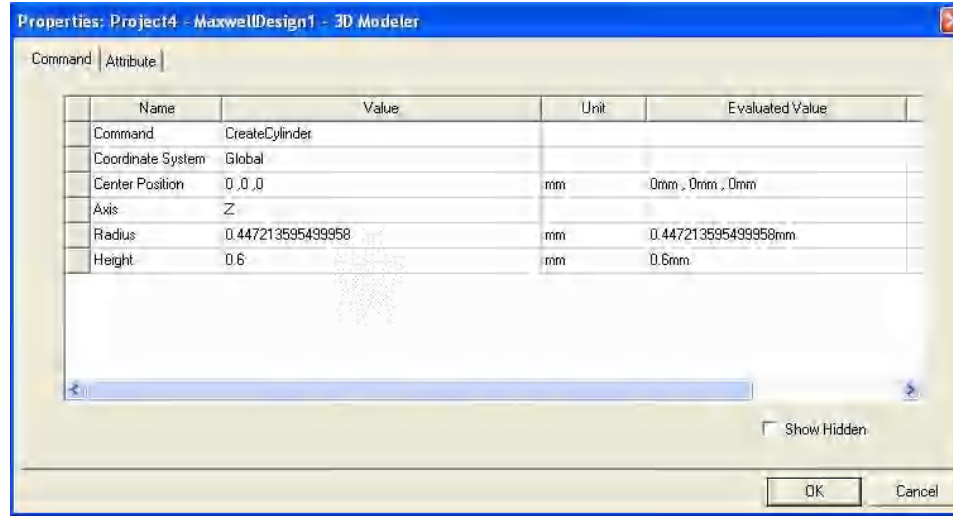 Properties: Project4 - MaxwellDesign1 - 3D Modeler
Command Attribute
Name Value Unit Evaluated Value
Command CreateCylinder
Coordinate System Global
Center Position 0 ,0 ,0 mm 0mm , 0mm , 0mm
Axis Z
Radius 0.447213595499958 mm 0.447213595499958mm
Height 0.6 mm 0.6mm
Show Hidden
OK Cancel